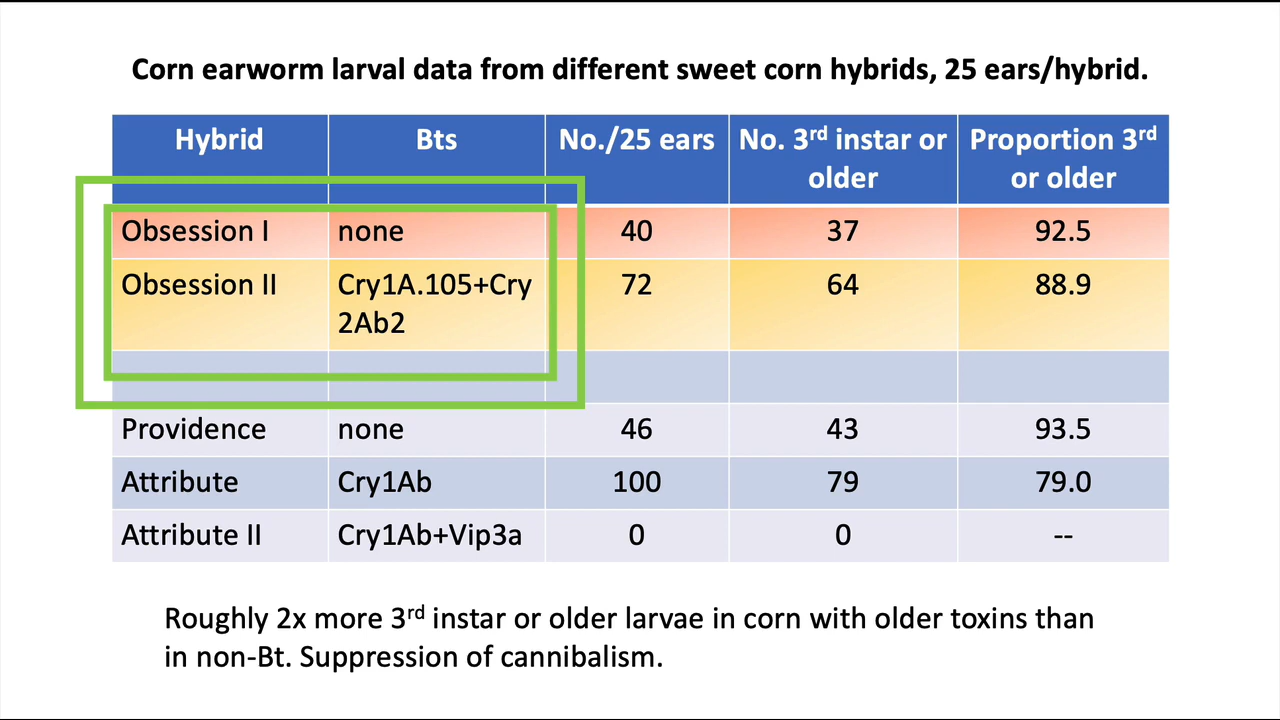 Corn earworm larval data from different sweet corn hybrids, 25 ears/hybrid.
Hybrid Bts No./25 ears No. 3rd instar or older Proportion 3rd or older
Obsession I none 40 37 92.5
Obsession II Cry1A.105+Cry2Ab2 72 64 88.9
Providence none 46 43 93.5
Attribute Cry1Ab 100 79 79.0
Attribute II Cry1Ab+Vip3a 0 0 --
Roughly 2x more 3rd instar or older larvae in corn with older toxins than
in non-Bt. Suppression of cannibalism.